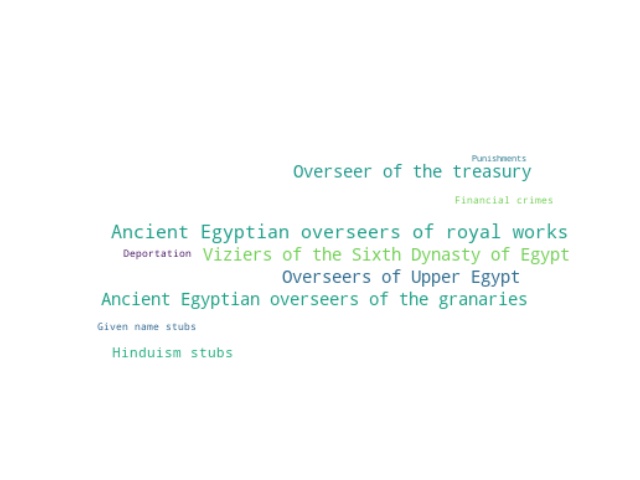 Punishments
Overseer of the treasury
Financial crimes
Ancient Egyptian overseers of royal works
Deportation Viziers of the Sixth Dynasty of Egypt
Overseers of Upper Egypt
Ancient Egyptian overseers of the granaries
Given name stubs
Hinduism stubs